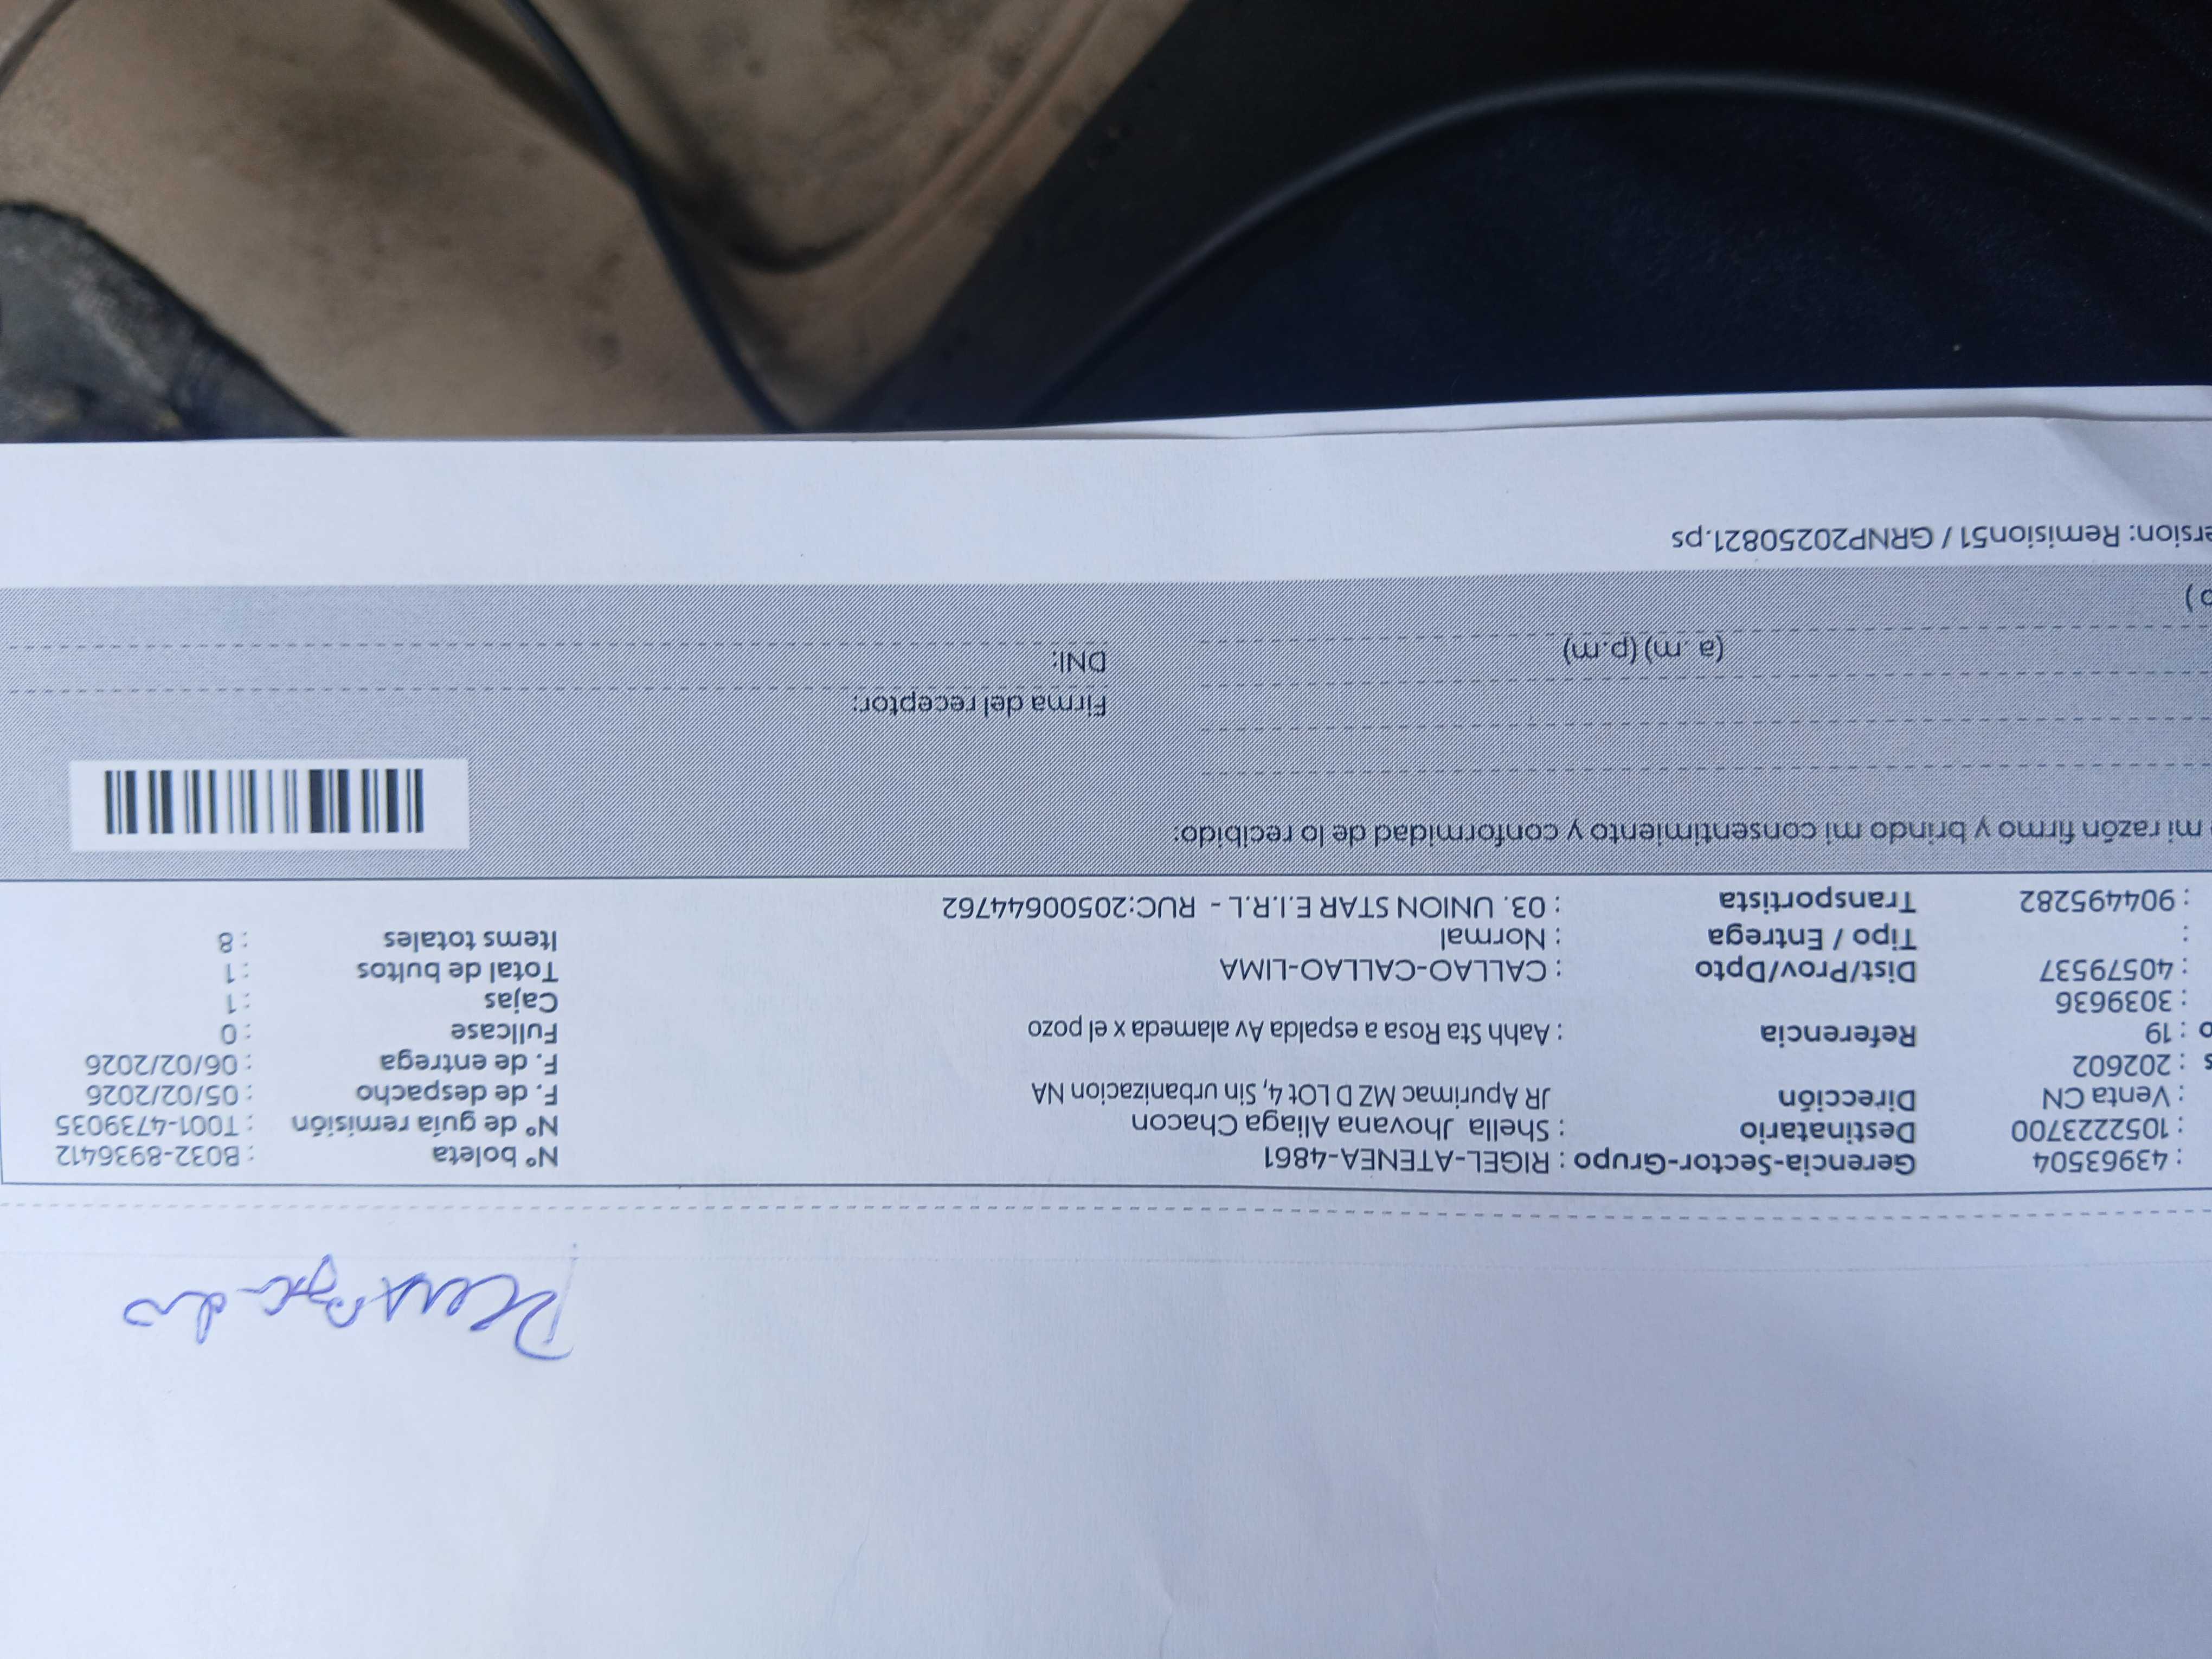 : 43963504 Gerencia-Sector-Grupo : RIGEL-ATENEA-4861 N° boleta : B032-8936412
: 1052223700 Destinatario : Shella Jhovana Aliaga Chacon N° de guía remisión : T001-4739035
: Venta CN Dirección JR Apurimac MZ D LOt 4, Sin urbanizacion NA F. de despacho : 05/02/2026
s : 202602 F. de entrega : 06/02/2026
o : 19 Referencia : Aahh Sta Rosa a espalda Av alameda x el pozo Fullcase : 0
: 3039636 Cajas : 1
: 40579537 Dist/Prov/Dpto : CALLAO-CALLAO-LIMA Total de bultos : 1
: Tipo / Entrega : Normal Items totales : 8
: 904495282 Transportista : 03. UNION STAR E.I.R.L - RUC:20500644762
mi razón firmo y brindo mi consentimiento y conformidad de lo recibido:
Firma del receptor:
(a .m) (p.m) DNI:
o )
ersion: Remision51 / GRNP20250821.ps